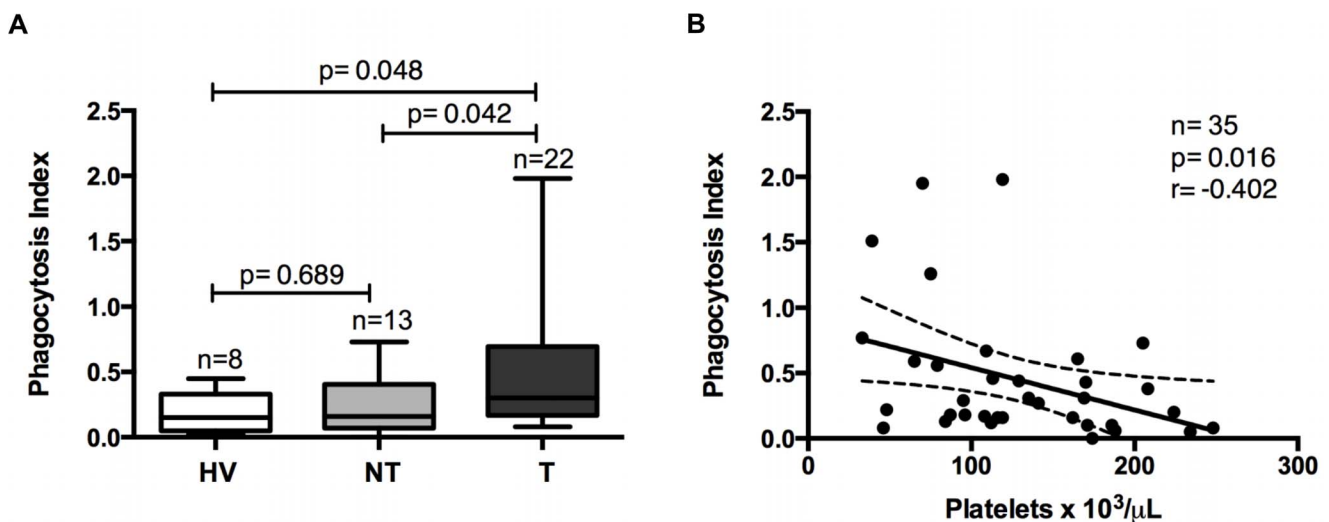 A
Phagocytosis Index
2.5
2.0
1.5
1.0
0.5
0.0
p= 0.048
p= 0.042
n=22
p= 0.689
n=13
n=8
HV
NT
T
B
Phagocytosis Index
2.5
2.0
1.5
1.0
0.5
0.0
n= 35
p= 0.016
r= -0.402
0
100
200
300
Platelets x 10³/µL